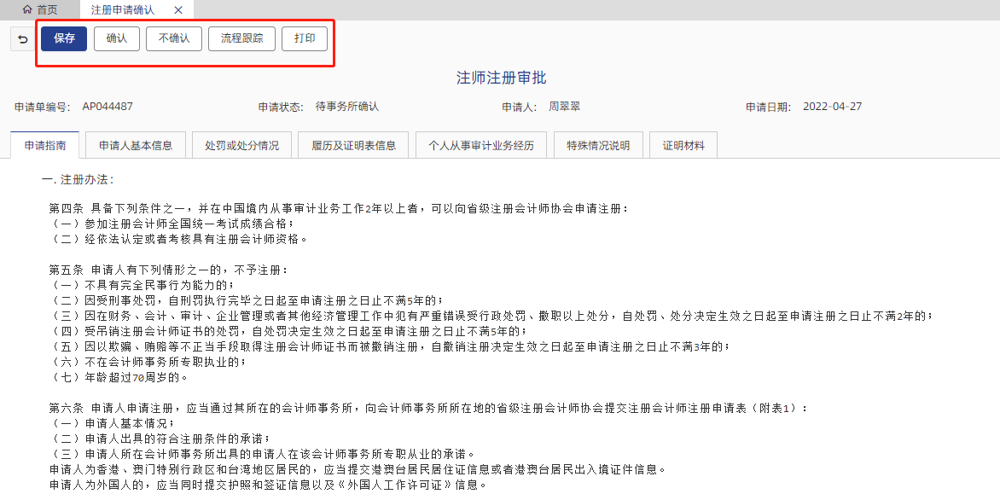 首页 注册申请确认
保存 确认 不确认 流程跟踪 打印
注师注册审批
申请单编号： AP044487 申请状态： 待事务所确认 申请人： 周翠翠 申请日期： 2022-04-27
申请指南 申请人基本信息 处罚或处分情况 履历及证明表信息 个人从事审计业务经历 特殊情况说明 证明材料
一. 注册办法：
第四条 具备下列条件之一，并在中国境内从事审计业务工作2年以上者，可以向省级注册会计师协会申请注册：
（一）参加注册会计师全国统一考试成绩合格；
（二）经依法认定或者考核具有注册会计师资格。
第五条 申请人有下列情形之一的，不予注册：
（一）不具有完全民事行为能力的；
（二）因受刑事处罚，自刑罚执行完毕之日起至申请注册之日止不满5年的；
（三）因在财务、会计、审计、企业管理或者其他经济管理工作中犯有严重错误受行政处罚、撤职以上处分，自处罚、处分决定生效之日起至申请注册之日止不满2年的；
（四）受吊销注册会计师证书的处罚，自处罚决定生效之日起至申请注册之日止不满5年的；
（五）因以欺骗、贿赂等不正当手段取得注册会计师证书而被撤销注册，自撤销注册决定生效之日起至申请注册之日止不满3年的；
（六）不在会计师事务所专职执业的；
（七）年龄超过70周岁的。
第六条 申请人申请注册，应当通过其所在的会计师事务所，向会计师事务所所在地的省级注册会计师协会提交注册会计师注册申请表（附表1）：
（一）申请人基本情况；
（二）申请人出具的符合注册条件的承诺；
（三）申请人所在会计师事务所出具的申请人在该会计师事务所专职从业的承诺。
申请人为香港、澳门特别行政区和台湾地区居民的，应当提交港澳台居民居住证信息或者港澳台居民出入境证件信息。
申请人为外国人的，应当同时提交护照和签证信息以及《外国人工作许可证》信息。